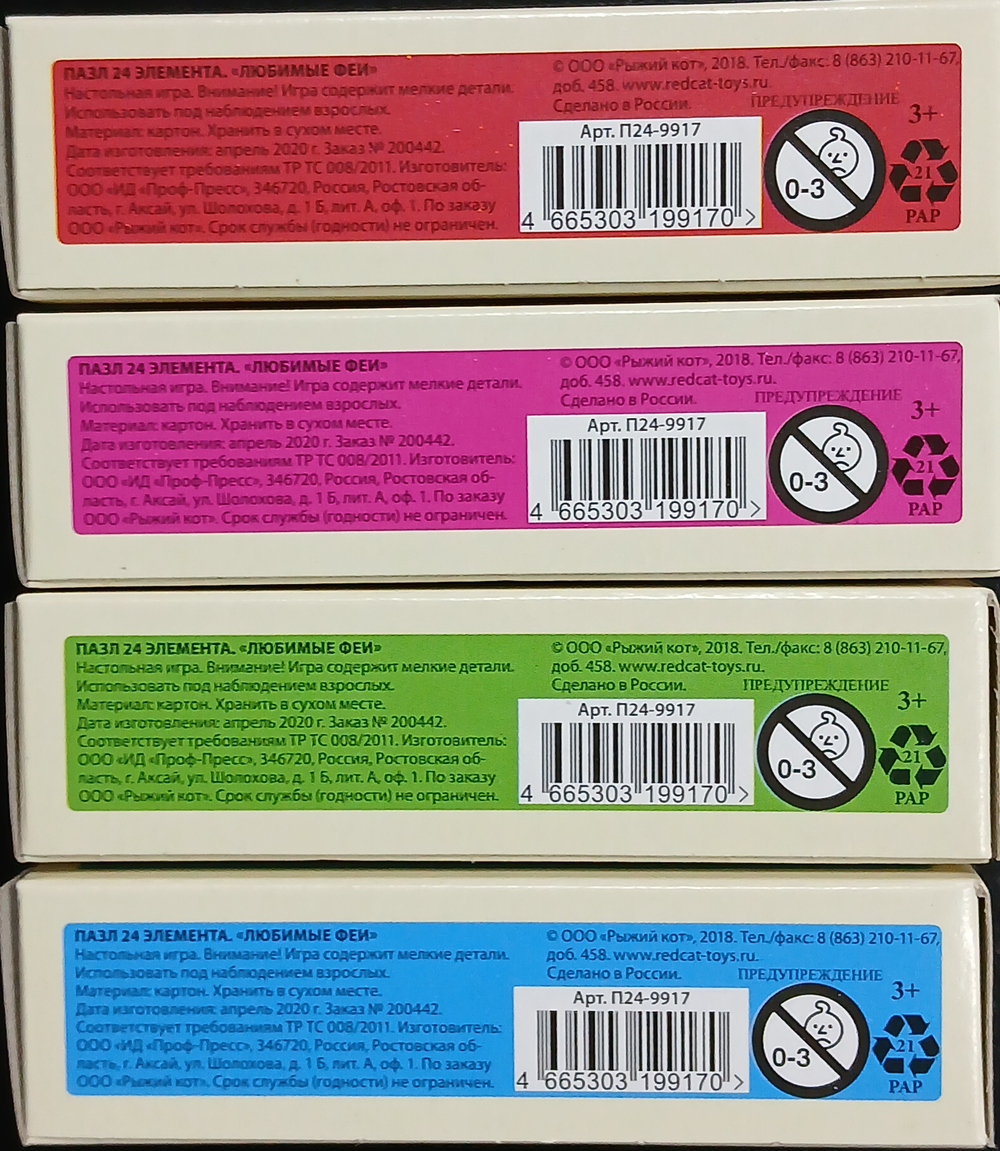 ПАЗЛ 24 ЭЛЕМЕНТА. «ЛЮБИМЫЕ ФЕИ»
Настольная игра. Внимание! Игра содержит мелкие детали.
Использовать под наблюдением взрослых.
Материал: картон. Хранить в сухом месте.
Дата изготовления: апрель 2020 г. Заказ № 200442.
Соответствует требованиям ТР ТС 008/2011. Изготовитель:
ООО «ИД «Проф-Пресс», 346720, Россия, Ростовская об-
ласть, г. Аксай, ул. Шолохова, д. 1 Б, лит. А, оф. 1. По заказу
ООО «Рыжий кот». Срок службы (годности) не ограничен.
© ООО «Рыжий кот», 2018. Тел./факс: 8 (863) 210-11-67,
доб. 458. www.redcat-toys.ru.
Сделано в России.
ПРЕДУПРЕЖДЕНИЕ
Арт. П24-9917
4 665303 199170 >
0-3
3+
21
PAP
ПАЗЛ 24 ЭЛЕМЕНТА. «ЛЮБИМЫЕ ФЕИ»
Настольная игра. Внимание! Игра содержит мелкие детали.
Использовать под наблюдением взрослых.
Материал: картон. Хранить в сухом месте.
Дата изготовления: апрель 2020 г. Заказ № 200442.
Соответствует требованиям ТР ТС 008/2011. Изготовитель:
ООО «ИД «Проф-Пресс», 346720, Россия, Ростовская об-
ласть, г. Аксай, ул. Шолохова, д. 1 Б, лит. А, оф. 1. По заказу
ООО «Рыжий кот». Срок службы (годности) не ограничен.
© ООО «Рыжий кот», 2018. Тел./факс: 8 (863) 210-11-67,
доб. 458. www.redcat-toys.ru.
Сделано в России.
ПРЕДУПРЕЖДЕНИЕ
Арт. П24-9917
4 665303 199170 >
0-3
3+
21
PAP
ПАЗЛ 24 ЭЛЕМЕНТА. «ЛЮБИМЫЕ ФЕИ»
Настольная игра. Внимание! Игра содержит мелкие детали.
Использовать под наблюдением взрослых.
Материал: картон. Хранить в сухом месте.
Дата изготовления: апрель 2020 г. Заказ № 200442.
Соответствует требованиям ТР ТС 008/2011. Изготовитель:
ООО «ИД «Проф-Пресс», 346720, Россия, Ростовская об-
ласть, г. Аксай, ул. Шолохова, д. 1 Б, лит. А, оф. 1. По заказу
ООО «Рыжий кот». Срок службы (годности) не ограничен.
© ООО «Рыжий кот», 2018. Тел./факс: 8 (863) 210-11-67,
доб. 458. www.redcat-toys.ru.
Сделано в России.
ПРЕДУПРЕЖДЕНИЕ
Арт. П24-9917
4 665303 199170 >
0-3
3+
21
PAP
ПАЗЛ 24 ЭЛЕМЕНТА. «ЛЮБИМЫЕ ФЕИ»
Настольная игра. Внимание! Игра содержит мелкие детали.
Использовать под наблюдением взрослых.
Материал: картон. Хранить в сухом месте.
Дата изготовления: апрель 2020 г. Заказ № 200442.
Соответствует требованиям ТР ТС 008/2011. Изготовитель:
ООО «ИД «Проф-Пресс», 346720, Россия, Ростовская об-
ласть, г. Аксай, ул. Шолохова, д. 1 Б, лит. А, оф. 1. По заказу
ООО «Рыжий кот». Срок службы (годности) не ограничен.
© ООО «Рыжий кот», 2018. Тел./факс: 8 (863) 210-11-67,
доб. 458. www.redcat-toys.ru.
Сделано в России.
ПРЕДУПРЕЖДЕНИЕ
Арт. П24-9917
4 665303 199170 >
0-3
3+
21
PAP